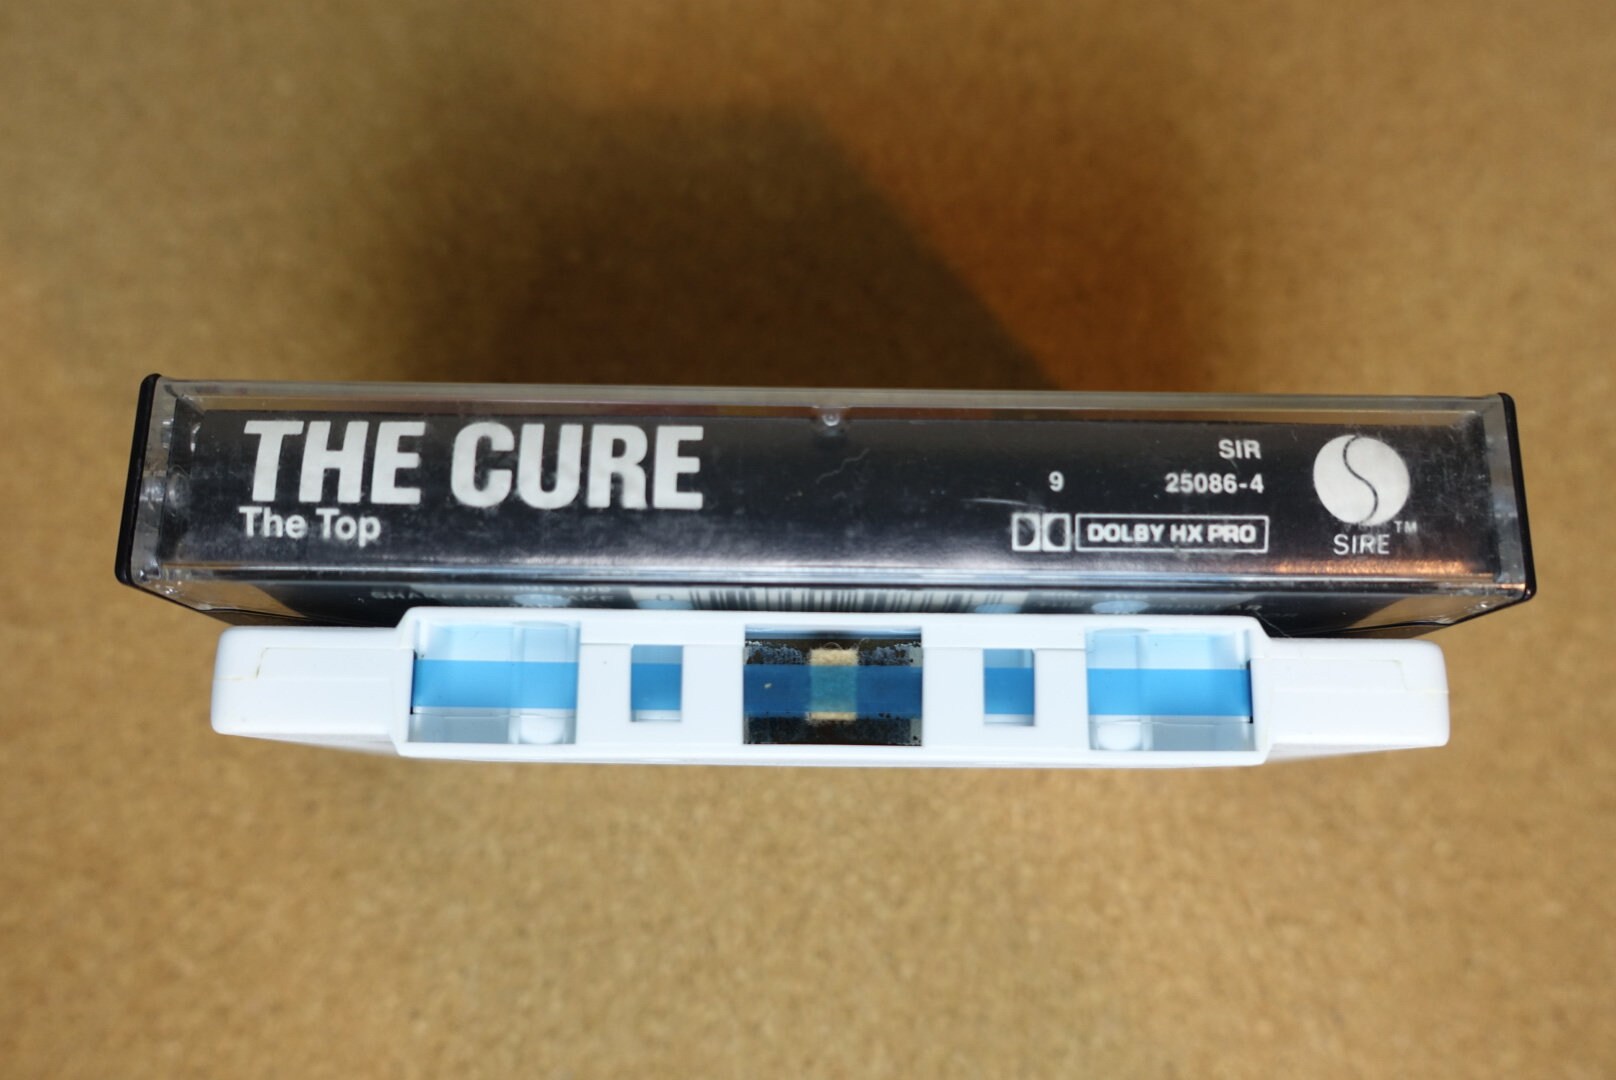 THE CURE
The Top
SIR
9 25086-4
DOLBY HX PRO
SIRE™